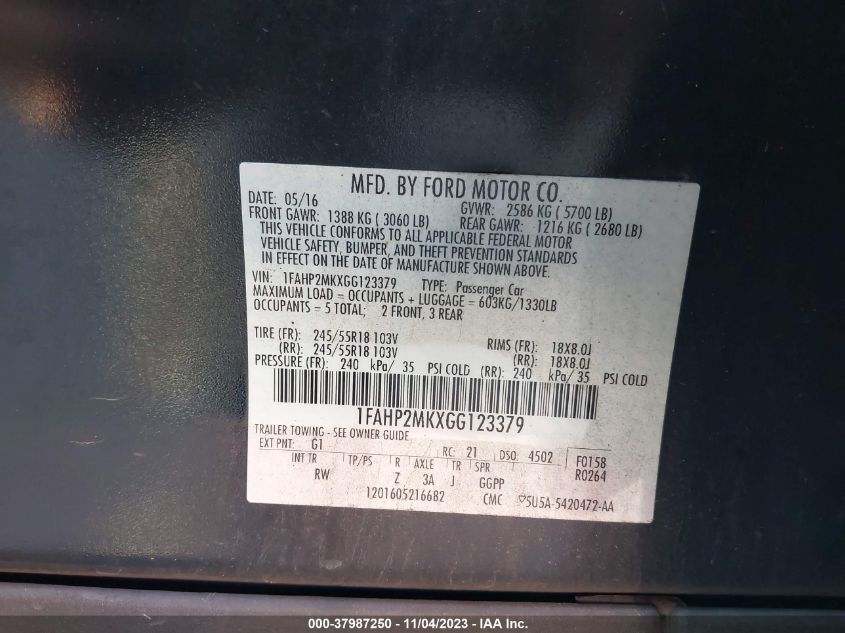 MFD. BY FORD MOTOR CO.
DATE: 05/16 GVWR: 2586 KG ( 5700 LB)
FRONT GAWR: 1388 KG ( 3060 LB) REAR GAWR: 1216 KG ( 2680 LB)
THIS VEHICLE CONFORMS TO ALL APPLICABLE FEDERAL MOTOR
VEHICLE SAFETY, BUMPER, AND THEFT PREVENTION STANDARDS
IN EFFECT ON THE DATE OF MANUFACTURE SHOWN ABOVE.
VIN: 1FAHP2MKXGG123379 TYPE: Passenger Car
MAXIMUM LOAD = OCCUPANTS + LUGGAGE = 603KG/1330LB
OCCUPANTS = 5 TOTAL; 2 FRONT, 3 REAR
TIRE (FR): 245/55R18 103V RIMS (FR): 18X8.0J
(RR): 245/55R18 103V (RR): 18X8.0J
PRESSURE (FR): 240 kPa/ 35 PSI COLD (RR): 240 kPa/ 35 PSI COLD
1FAHP2MKXGG123379
TRAILER TOWING - SEE OWNER GUIDE
EXT PNT: G1 RC: 21 DSO: 4502 F0158
R0264
INT TR TP/PS R AXLE TR SPR
RW Z 3A J GGPP
1201605216682 CMC 5U5A-5420472-AA
000-37987250 - 11/04/2023 - IAA Inc.